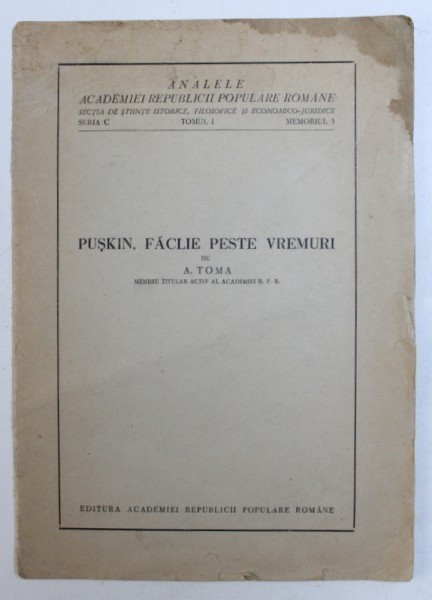 ANALELE
ACADEMIEI REPUBLICII POPULARE ROMÂNE
SECȚIA DE ȘTIINȚE ISTORICE, FILOSOFICE ȘI ECONOMICO-JURIDICE
SERIA C TOMUL I MEMORIUL 3
PUȘKIN, FĂCLIE PESTE VREMURI
DE
A. TOMA
MEMBRU TITULAR ACTIV AL ACADEMIEI R. P. R.
EDITURA ACADEMIEI REPUBLICII POPULARE ROMÂNE